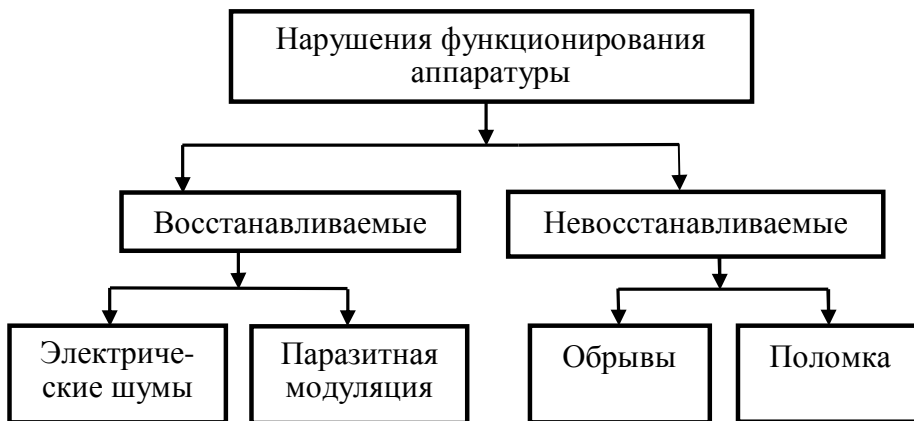 Нарушения функционирования
аппаратуры
Восстанавливаемые
Невосстанавливаемые
Электриче-
ские шумы
Паразитная
модуляция
Обрывы
Поломка